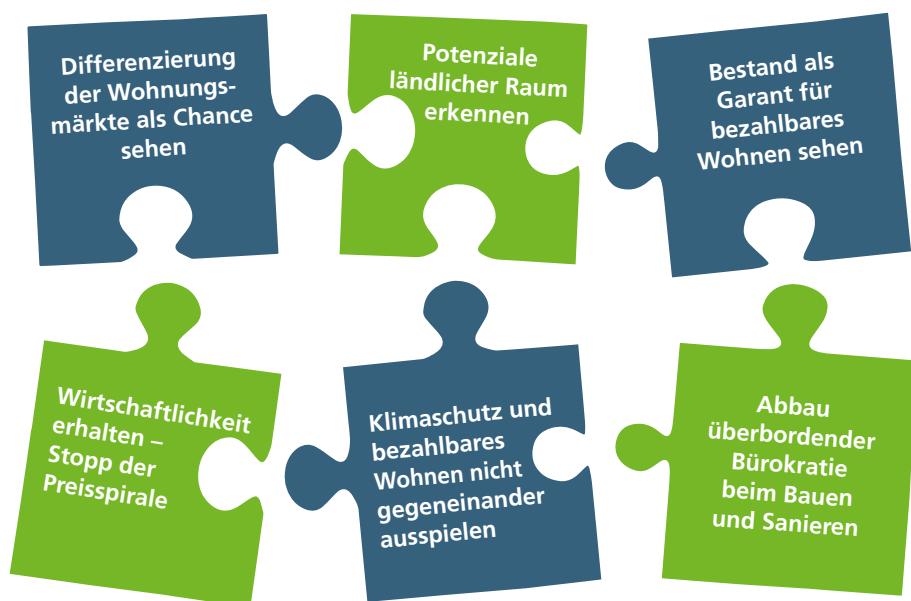 Differenzierung
der Wohnungs-
märkte als Chance
sehen
Potenziale
ländlicher Raum
erkennen
Bestand als
Garant für
bezahlbares
Wohnen sehen
Wirtschaftlichkeit
erhalten –
Stopp der
Preisspirale
Klimaschutz und
bezahlbares
Wohnen nicht
gegeneinander
ausspielen
Abbau
überbordender
Bürokratie
beim Bauen
und Sanieren